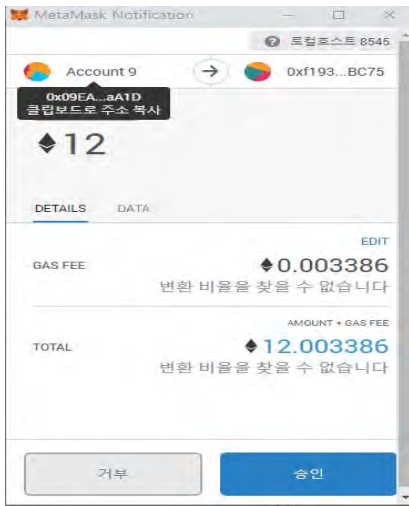 MetaMask Notification
로컬호스트 8545
Account 9
0xf193...BC75
0x09EA...aA1D
클립보드로 주소 복사
12
DETAILS DATA
EDIT
GAS FEE 0.003386
변환 비율을 찾을 수 없습니다
AMOUNT + GAS FEE
TOTAL 12.003386
변환 비율을 찾을 수 없습니다
거부 승인